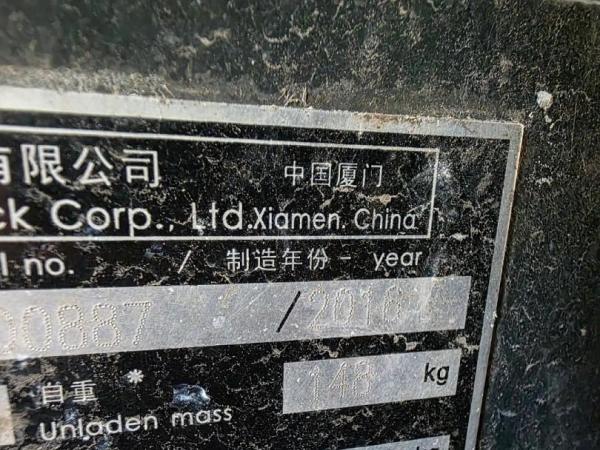 有限公司 中国厦门
ck Corp., Ltd. Xiamen. China
l no. / 制造年份 - year
00887 / 2016
自重 * 148 kg
Unladen mass